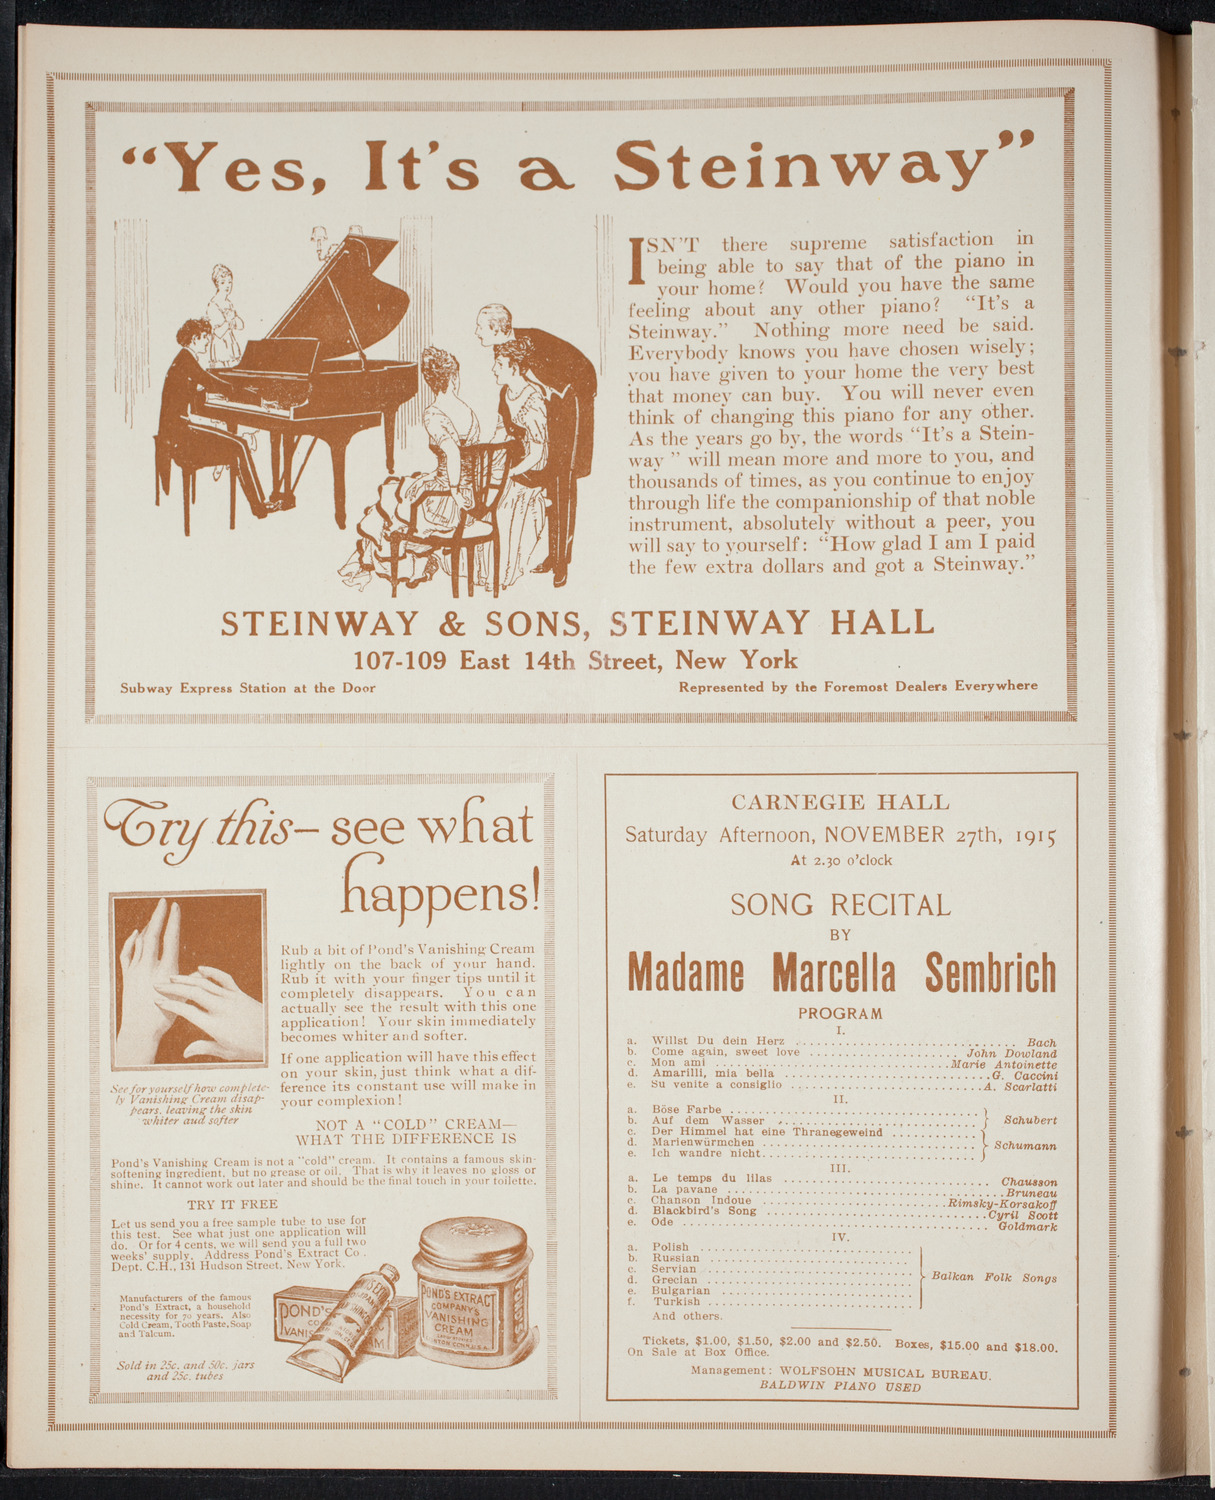 “Yes, It's a Steinway”
ISN'T there supreme satisfaction in
being able to say that of the piano in
your home? Would you have the same
feeling about any other piano? “It's a
Steinway.” Nothing more need be said.
Everybody knows you have chosen wisely;
you have given to your home the very best
that money can buy. You will never even
think of changing this piano for any other.
As the years go by, the words “It's a Stein-
way ” will mean more and more to you, and
thousands of times, as you continue to enjoy
through life the companionship of that noble
instrument, absolutely without a peer, you
will say to yourself: “How glad I am I paid
the few extra dollars and got a Steinway.”
STEINWAY & SONS, STEINWAY HALL
107-109 East 14th Street, New York
Subway Express Station at the Door
Represented by the Foremost Dealers Everywhere
Try this—see what
happens!
Rub a bit of Pond's Vanishing Cream
lightly on the back of your hand.
Rub it with your finger tips until it
completely disappears. You can
actually see the result with this one
application! Your skin immediately
becomes whiter and softer.
If one application will have this effect
on your skin, just think what a dif-
ference its constant use will make in
your complexion!
See for yourself how complete-
ly Vanishing Cream disap-
pears, leaving the skin
whiter and softer
NOT A “COLD” CREAM—
WHAT THE DIFFERENCE IS
Pond's Vanishing Cream is not a "cold" cream. It contains a famous skin-
softening ingredient, but no grease or oil. That is why it leaves no gloss or
shine. It cannot work out later and should be the final touch in your toilette.
TRY IT FREE
Let us send you a free sample tube to use for
this test. See what just one application will
do. Or for 4 cents, we will send you a full two
weeks' supply. Address Pond's Extract Co.
Dept. C.H., 131 Hudson Street, New York.
Manufacturers of the famous
Pond's Extract, a household
necessity for 70 years. Also
Cold Cream, Tooth Paste, Soap
and Talcum.
Sold in 25c. and 50c. jars
and 25c. tubes
POND'S
VANIS
POND'S EXTRACT
COMPANY'S
VANISHING
CREAM
CARNEGIE HALL
Saturday Afternoon, NOVEMBER 27th, 1915
At 2.30 o'clock
SONG RECITAL
BY
Madame Marcella Sembrich
PROGRAM
I.
a. Willst Du dein Herz ........ Bach
b. Come again, sweet love ........ John Dowland
c. Mon ami ........ Marie Antoinette
d. Amarilli, mia bella ........ G. Caccini
e. Su venite a consiglio ........ A. Scarlatti
II.
a. Böse Farbe ........
b. Auf dem Wasser ........ Schubert
c. Der Himmel hat eine Thranegeweind ........
d. Marienwürmchen ........ Schumann
e. Ich wandre nicht ........
III.
a. Le temps du lilas ........ Chausson
b. La pavane ........ Bruneau
c. Chanson Indoue ........ Rimsky-Korsakoff
d. Blackbird's Song ........ Cyril Scott
e. Ode ........ Goldmark
IV.
a. Polish ........
b. Russian ........
c. Servian ........
d. Grecian ........ Balkan Folk Songs
e. Bulgarian ........
f. Turkish ........
And others.
Tickets, $1.00, $1.50, $2.00 and $2.50. Boxes, $15.00 and $18.00.
On Sale at Box Office.
Management: WOLFSOHN MUSICAL BUREAU.
BALDWIN PIANO USED